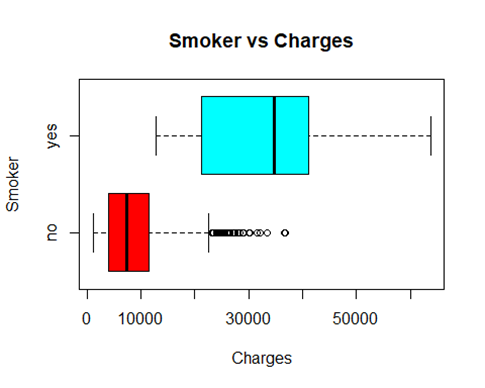 Smoker vs Charges
Smoker
yes
no
0 10000 30000 50000
Charges